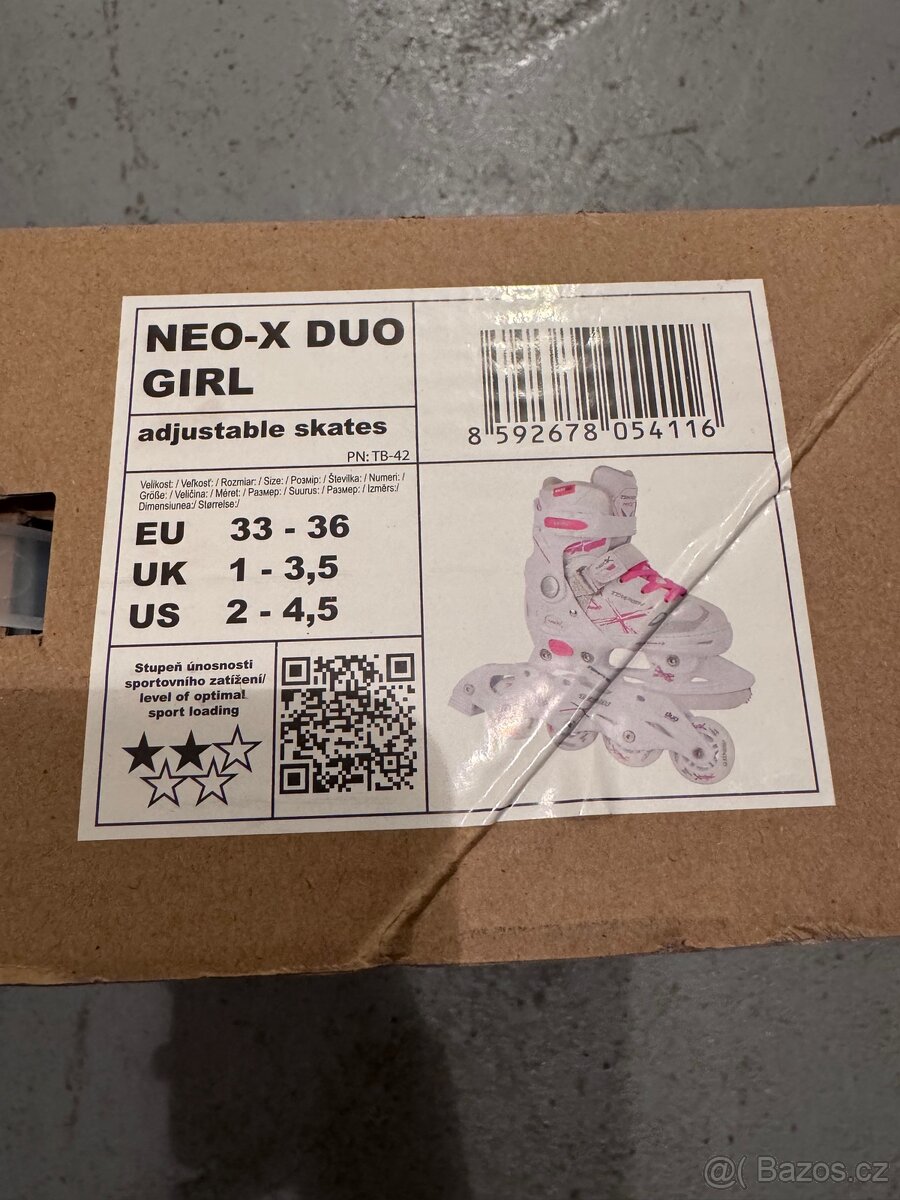 NEO-X DUO
GIRL
adjustable skates
PN: TB-42
8 592678 054116
Velikost: / Veľkosť: / Rozmiar: / Size: / Розмір: / Številka: / Numeri: /
Größe: / Veličina: / Méret: / Размер: / Suurus: / Размер: / Izmērs:/
Dimensiunea:/ Størrelse:/
EU 33 - 36
UK 1 - 3,5
US 2 - 4,5
Stupeň únosnosti
sportovního zatížení/
level of optimal
sport loading
TEMPISH
@( Bazos.cz